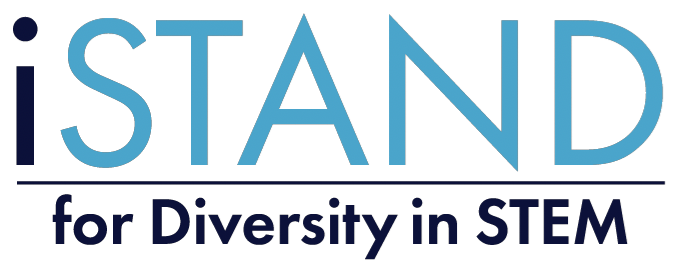 iSTAND
for Diversity in STEM